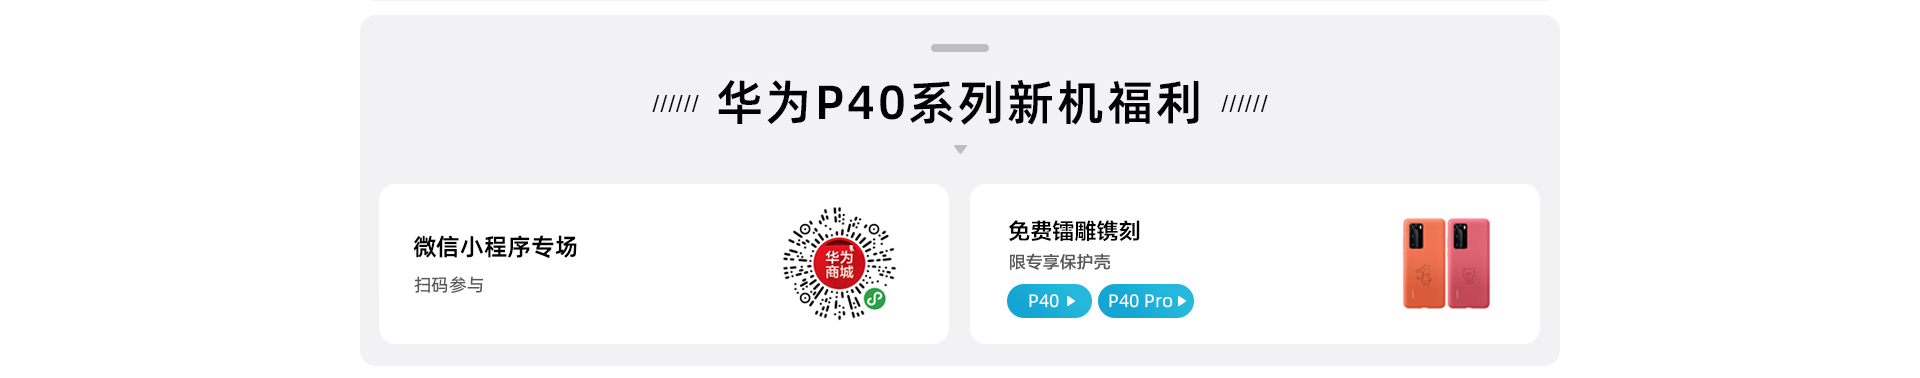 华为P40系列新机福利
微信小程序专场
扫码参与
华为
商城
免费镭雕镌刻
限专享保护壳
P40
P40 Pro